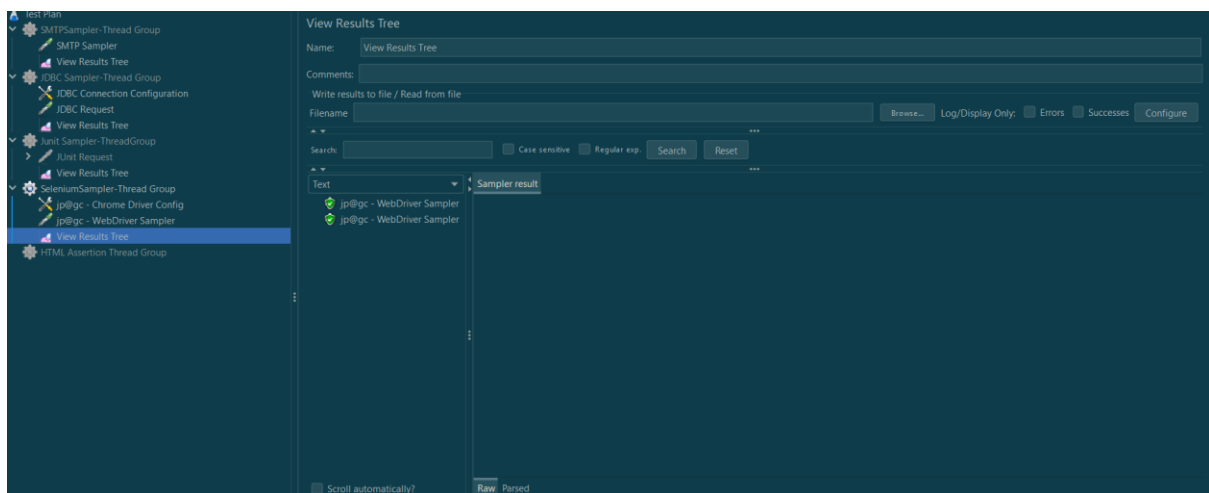 Test Plan
SMTPSampler-Thread Group
SMTP Sampler
View Results Tree
JDBC Sampler-Thread Group
JDBC Connection Configuration
JDBC Request
View Results Tree
Junit Sampler-ThreadGroup
JUnit Request
View Results Tree
SeleniumSampler-Thread Group
jp@gc - Chrome Driver Config
jp@gc - WebDriver Sampler
View Results Tree
HTML Assertion Thread Group
View Results Tree
Name: View Results Tree
Comments:
Write results to file / Read from file
Filename Browse... Log/Display Only: Errors Successes Configure
Search: Case sensitive Regular exp. Search Reset
Text Sampler result
jp@gc - WebDriver Sampler
jp@gc - WebDriver Sampler
Scroll automatically? Raw Parsed